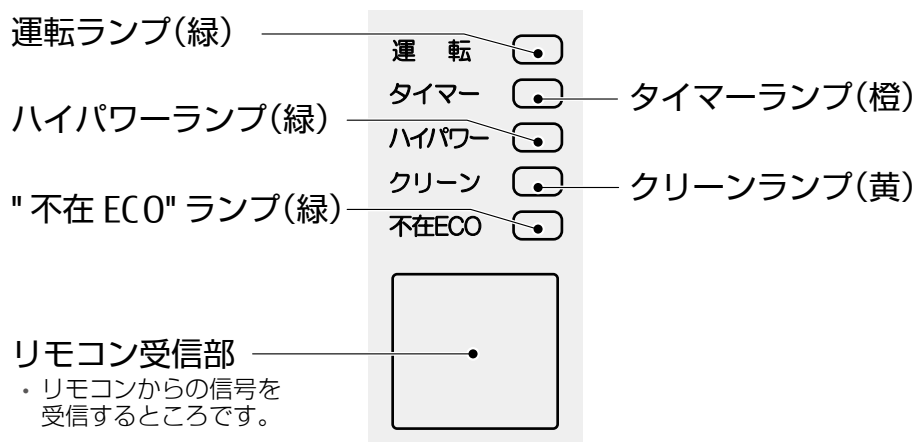 運転ランプ(緑)
運 転
タイマー
タイマーランプ(橙)
ハイパワーランプ(緑)
ハイパワー
クリーン
クリーンランプ(黄)
"不在 ECO" ランプ(緑)
不在ECO
リモコン受信部
・リモコンからの信号を
受信するところです。